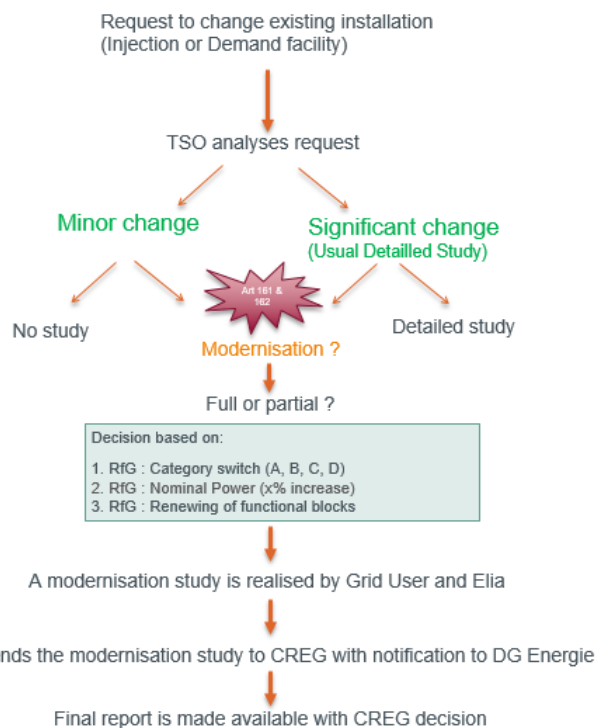 Request to change existing installation
(Injection or Demand facility)
TSO analyses request
Minor change
Significant change
(Usual Detailled Study)
Art 161 &
162
No study
Detailed study
Modernisation ?
Full or partial ?
Decision based on:
1. RfG : Category switch (A, B, C, D)
2. RfG : Nominal Power (x% increase)
3. RfG : Renewing of functional blocks
A modernisation study is realised by Grid User and Elia
nds the modernisation study to CREG with notification to DG Energie
Final report is made available with CREG decision